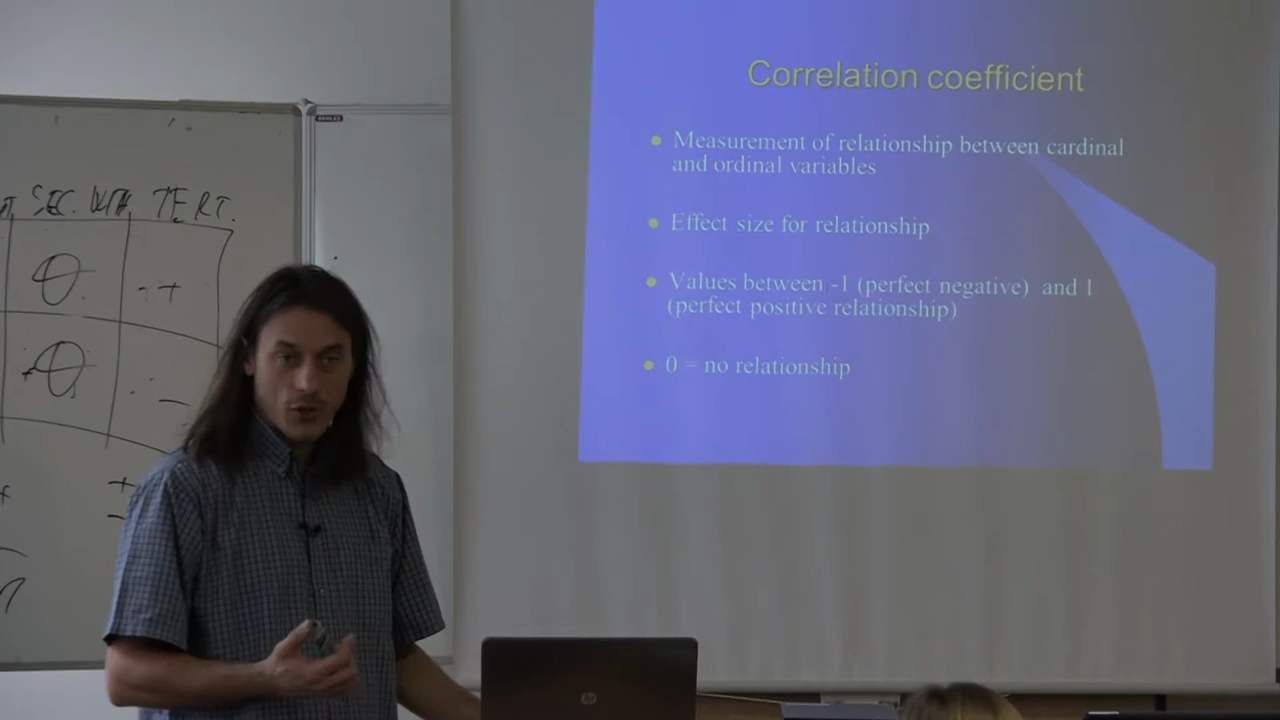 Correlation coefficient
Measurement of relationship between cardinal
and ordinal variables
Effect size for relationship
Values between -1 (perfect negative) and 1
(perfect positive relationship)
0 = no relationship
SEC. TERT.
+
-
+
hp